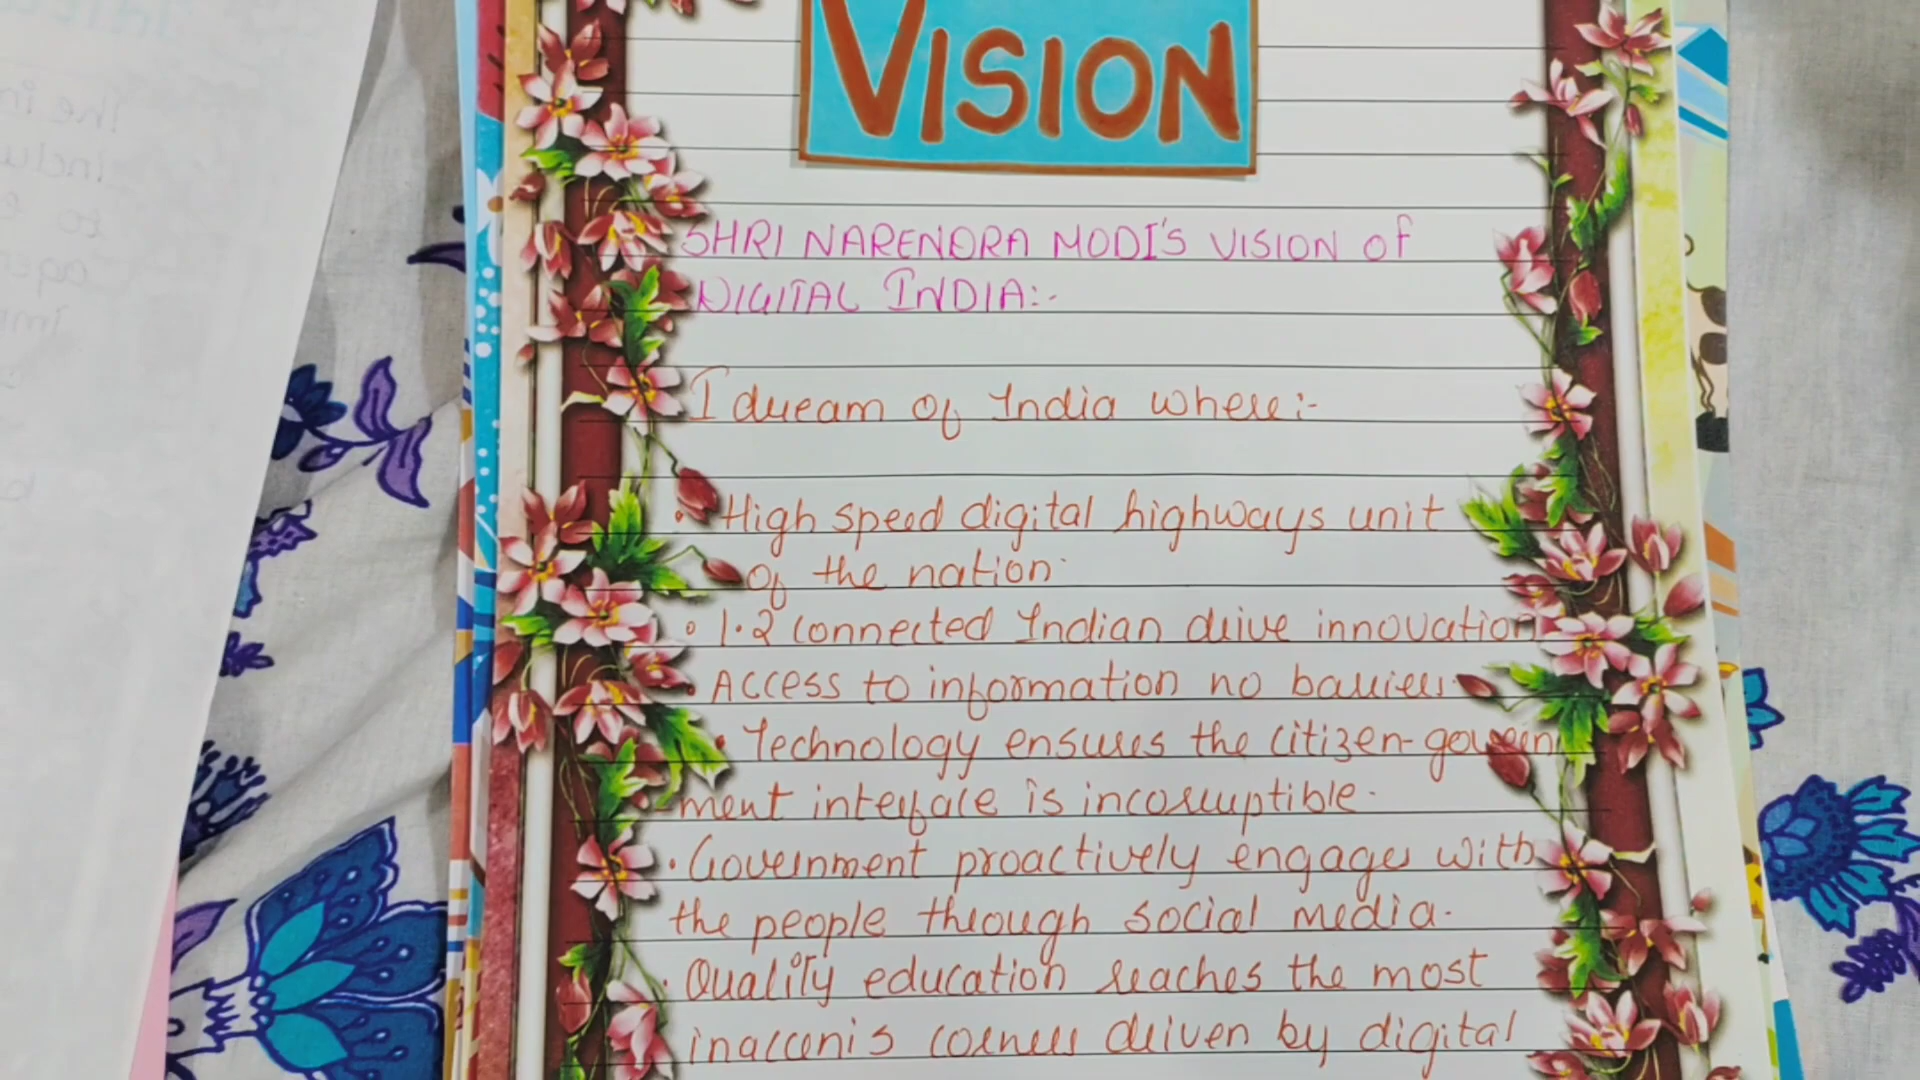 VISION
SHRI NARENDRA MODI'S VISION Of
DIGITAL INDIA:-
I dream of India where:-
• High speed digital highways unit
of the nation.
• 1.2 connected Indian drive innovation
• Access to information no barriers.
• Technology ensures the citizen-govern
ment interface is incorruptible.
• Government proactively engages with
the people through social media.
• Quality education reaches the most
corners driven by digital